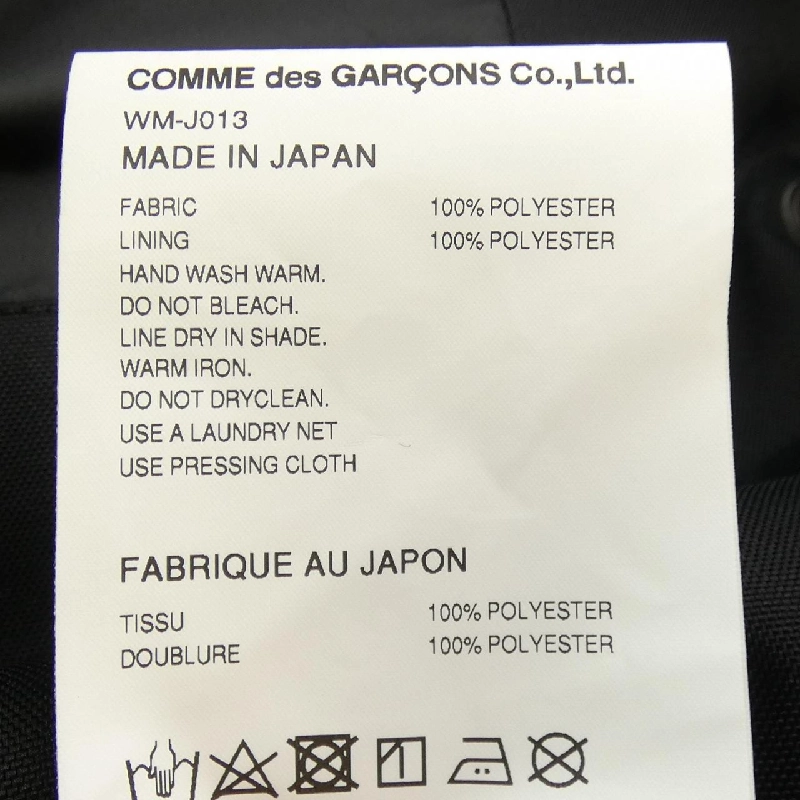 COMME des GARÇONS Co.,Ltd.
WM-J013
MADE IN JAPAN
FABRIC 100% POLYESTER
LINING 100% POLYESTER
HAND WASH WARM.
DO NOT BLEACH.
LINE DRY IN SHADE.
WARM IRON.
DO NOT DRYCLEAN.
USE A LAUNDRY NET
USE PRESSING CLOTH
FABRIQUE AU JAPON
TISSU 100% POLYESTER
DOUBLURE 100% POLYESTER